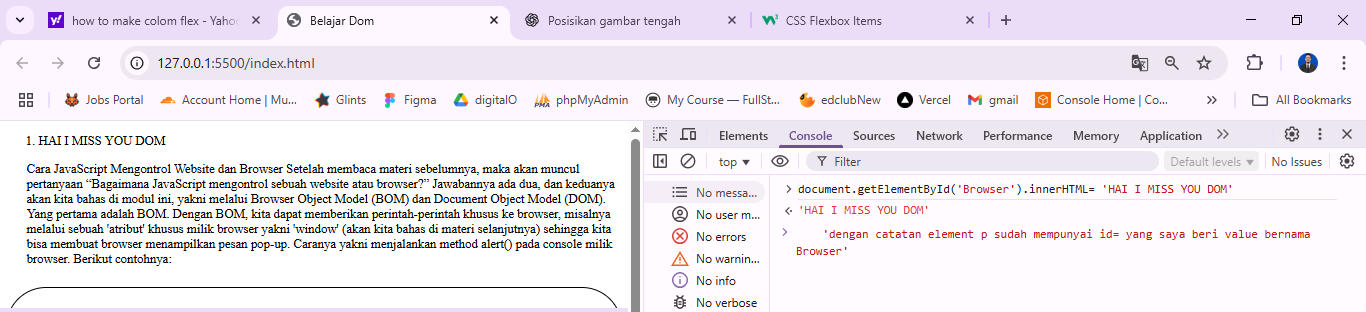 how to make colom flex - Yahoo
Belajar Dom
Posisikan gambar tengah
CSS Flexbox Items
127.0.0.1:5500/index.html
Jobs Portal
Account Home | Mu...
Glints
Figma
digitalO
phpMyAdmin
My Course — FullSt...
edclubNew
Vercel
gmail
Console Home | Co...
All Bookmarks
1. HAI I MISS YOU DOM
Cara JavaScript Mengontrol Website dan Browser Setelah membaca materi sebelumnya, maka akan muncul
pertanyaan “Bagaimana JavaScript mengontrol sebuah website atau browser?” Jawabannya ada dua, dan keduanya
akan kita bahas di modul ini, yakni melalui Browser Object Model (BOM) dan Document Object Model (DOM).
Yang pertama adalah BOM. Dengan BOM, kita dapat memberikan perintah-perintah khusus ke browser, misalnya
melalui sebuah 'atribut' khusus milik browser yakni 'window' (akan kita bahas di materi selanjutnya) sehingga kita
bisa membuat browser menampilkan pesan pop-up. Caranya yakni menjalankan method alert() pada console milik
browser. Berikut contohnya:
Elements
Console
Sources
Network
Performance
Memory
Application
top
Filter
Default levels
No Issues
No messa...
No user m...
No errors
No warnin...
No info
No verbose
document.getElementById('Browser').innerHTML= 'HAI I MISS YOU DOM'
'HAI I MISS YOU DOM'
'dengan catatan element p sudah mempunyai id= yang saya beri value bernama
Browser'